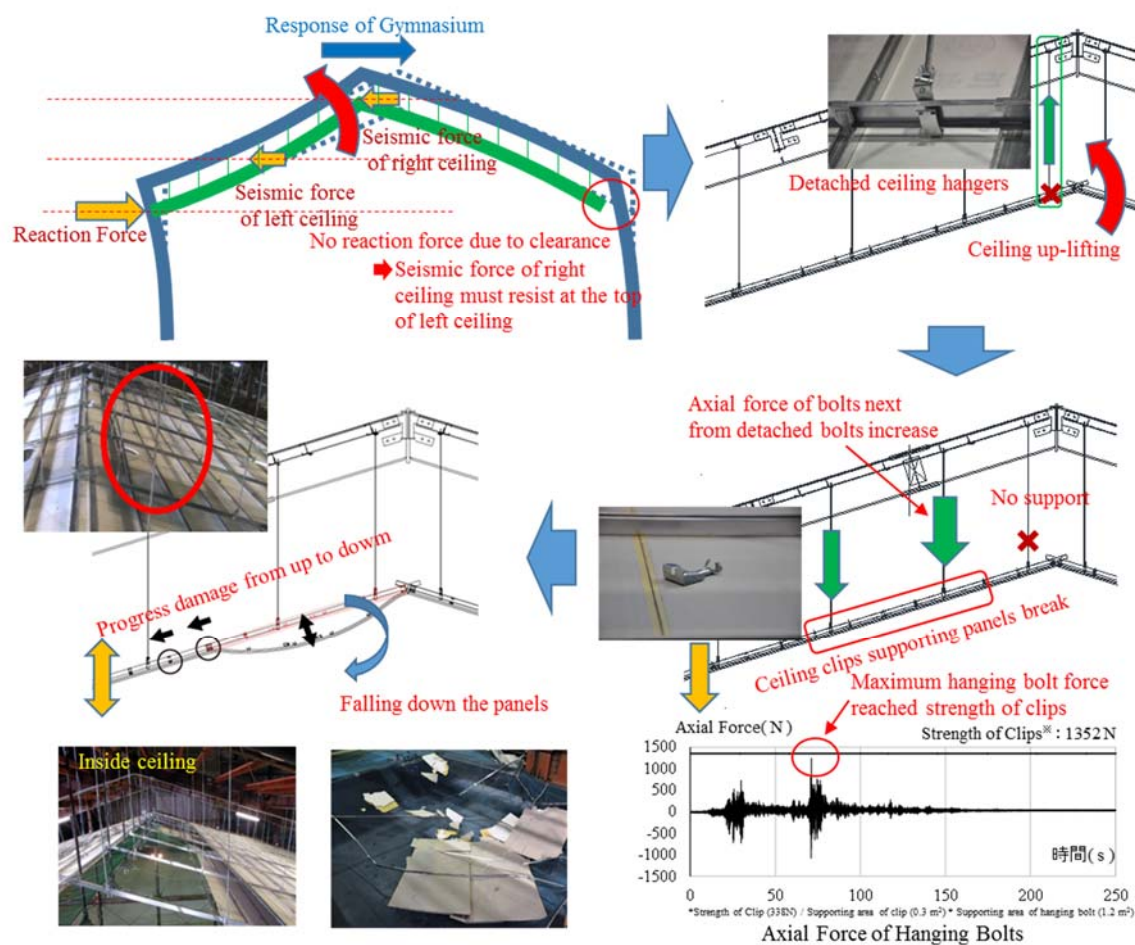 Response of Gymnasium
Seismic force
of right ceiling
Seismic force
of left ceiling
Reaction Force
No reaction force due to clearance
Seismic force of right
ceiling must resist at the top
of left ceiling
Detached ceiling hangers
Ceiling up-lifting
Axial force of bolts next
from detached bolts increase
No support
Ceiling clips supporting panels break
Progress damage from up to dowm
Falling down the panels
Inside ceiling
Maximum hanging bolt force
reached strength of clips
Axial Force(N)
Strength of Clips※ : 1352N
1500
1000
500
0
-500
-1000
-1500
0
50
100
150
200
250
時間(s)
*Strength of Clip (338N) / Supporting area of clip (0.3 m²) * Supporting area of hanging bolt (1.2 m²)
Axial Force of Hanging Bolts